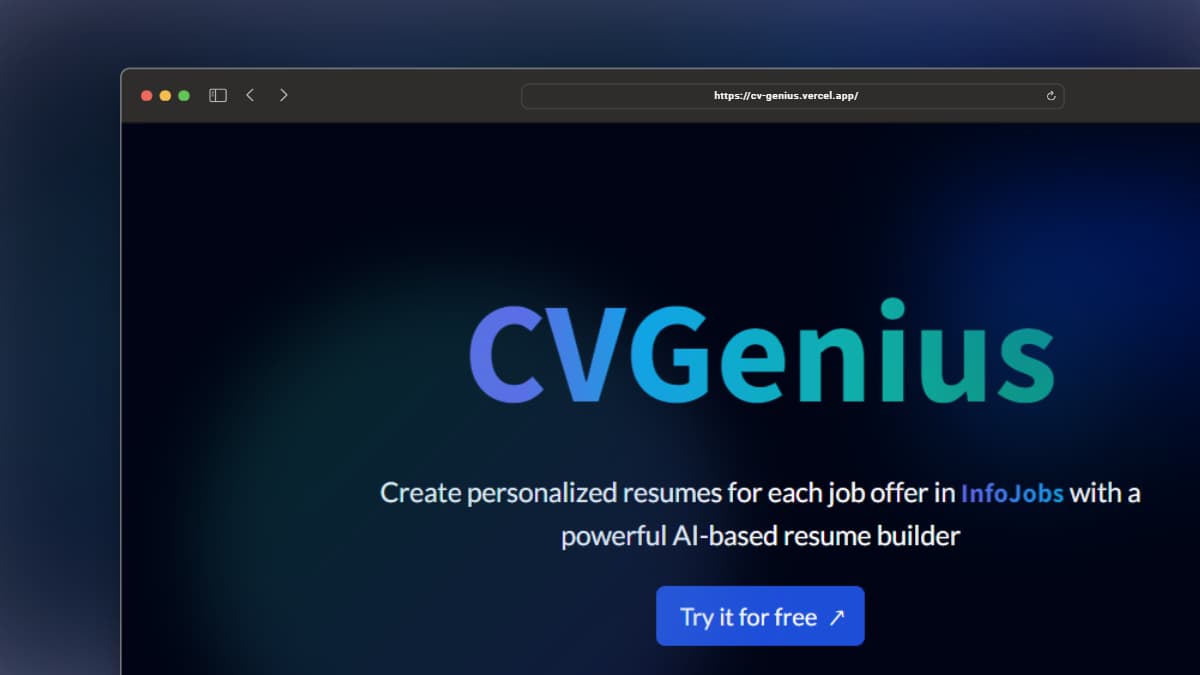 https://cv-genius.vercel.app/
CVGenius
Create personalized resumes for each job offer in InfoJobs with a
powerful AI-based resume builder
Try it for free ↗